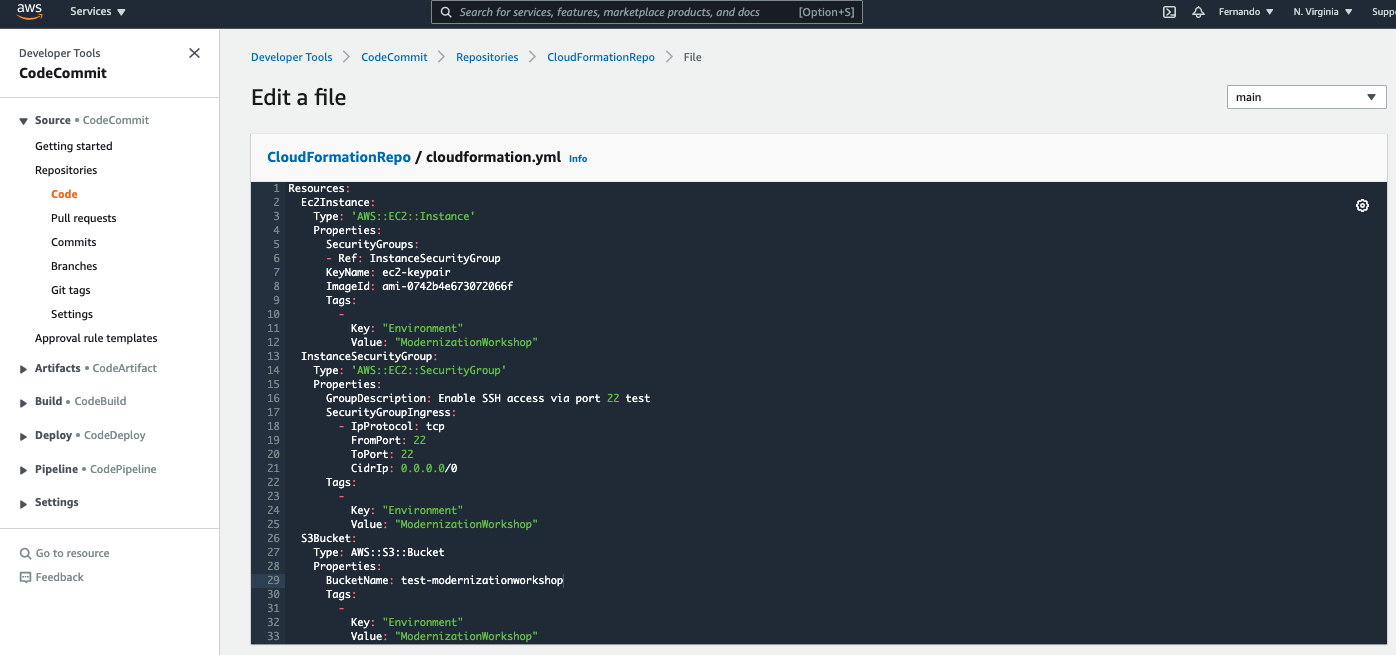 aws Services Search for services, features, marketplace products, and docs [Option+S] Fernando N. Virginia
Developer Tools
CodeCommit
Source • CodeCommit
Getting started
Repositories
Code
Pull requests
Commits
Branches
Git tags
Settings
Approval rule templates
Artifacts • CodeArtifact
Build • CodeBuild
Deploy • CodeDeploy
Pipeline • CodePipeline
Settings
Go to resource
Feedback
Developer Tools > CodeCommit > Repositories > CloudFormationRepo > File
Edit a file
main
CloudFormationRepo / cloudformation.yml Info
1 Resources:
2   Ec2Instance:
3     Type: 'AWS::EC2::Instance'
4     Properties:
5       SecurityGroups:
6       - Ref: InstanceSecurityGroup
7       KeyName: ec2-keypair
8       ImageId: ami-0742b4e673072066f
9       Tags:
10         -
11           Key: "Environment"
12           Value: "ModernizationWorkshop"
13   InstanceSecurityGroup:
14     Type: 'AWS::EC2::SecurityGroup'
15     Properties:
16       GroupDescription: Enable SSH access via port 22 test
17       SecurityGroupIngress:
18         - IpProtocol: tcp
19           FromPort: 22
20           ToPort: 22
21           CidrIp: 0.0.0.0/0
22       Tags:
23         -
24           Key: "Environment"
25           Value: "ModernizationWorkshop"
26   S3Bucket:
27     Type: AWS::S3::Bucket
28     Properties:
29       BucketName: test-modernizationworkshop
30       Tags:
31         -
32           Key: "Environment"
33           Value: "ModernizationWorkshop"